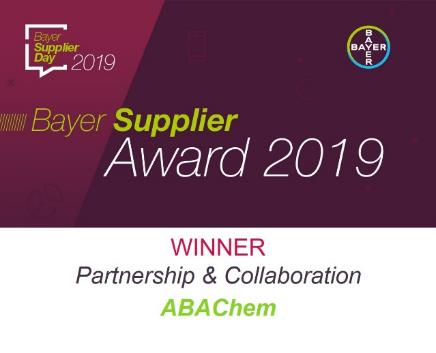 Bayer
Supplier
Day 2019
BAYER
BAYER
Bayer Supplier
Award 2019
WINNER
Partnership & Collaboration
ABAChem